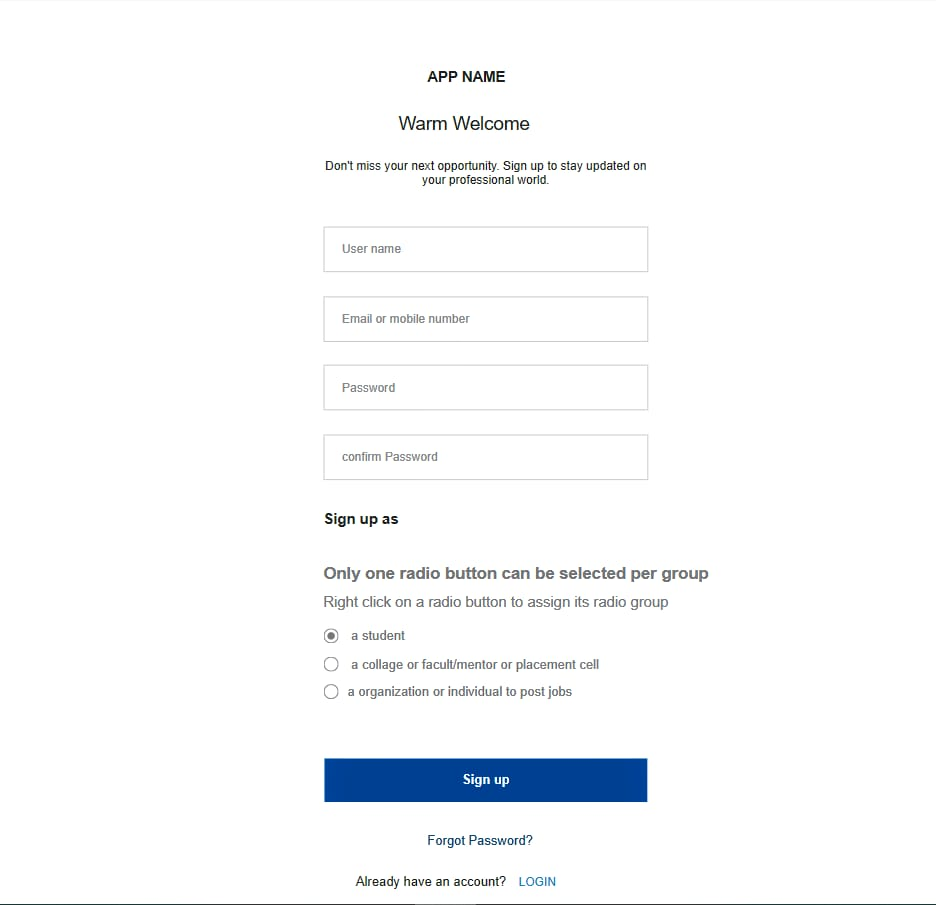 APP NAME
Warm Welcome
Don't miss your next opportunity. Sign up to stay updated on
your professional world.
User name
Email or mobile number
Password
confirm Password
Sign up as
Only one radio button can be selected per group
Right click on a radio button to assign its radio group
a student
a collage or facult/mentor or placement cell
a organization or individual to post jobs
Sign up
Forgot Password?
Already have an account? LOGIN